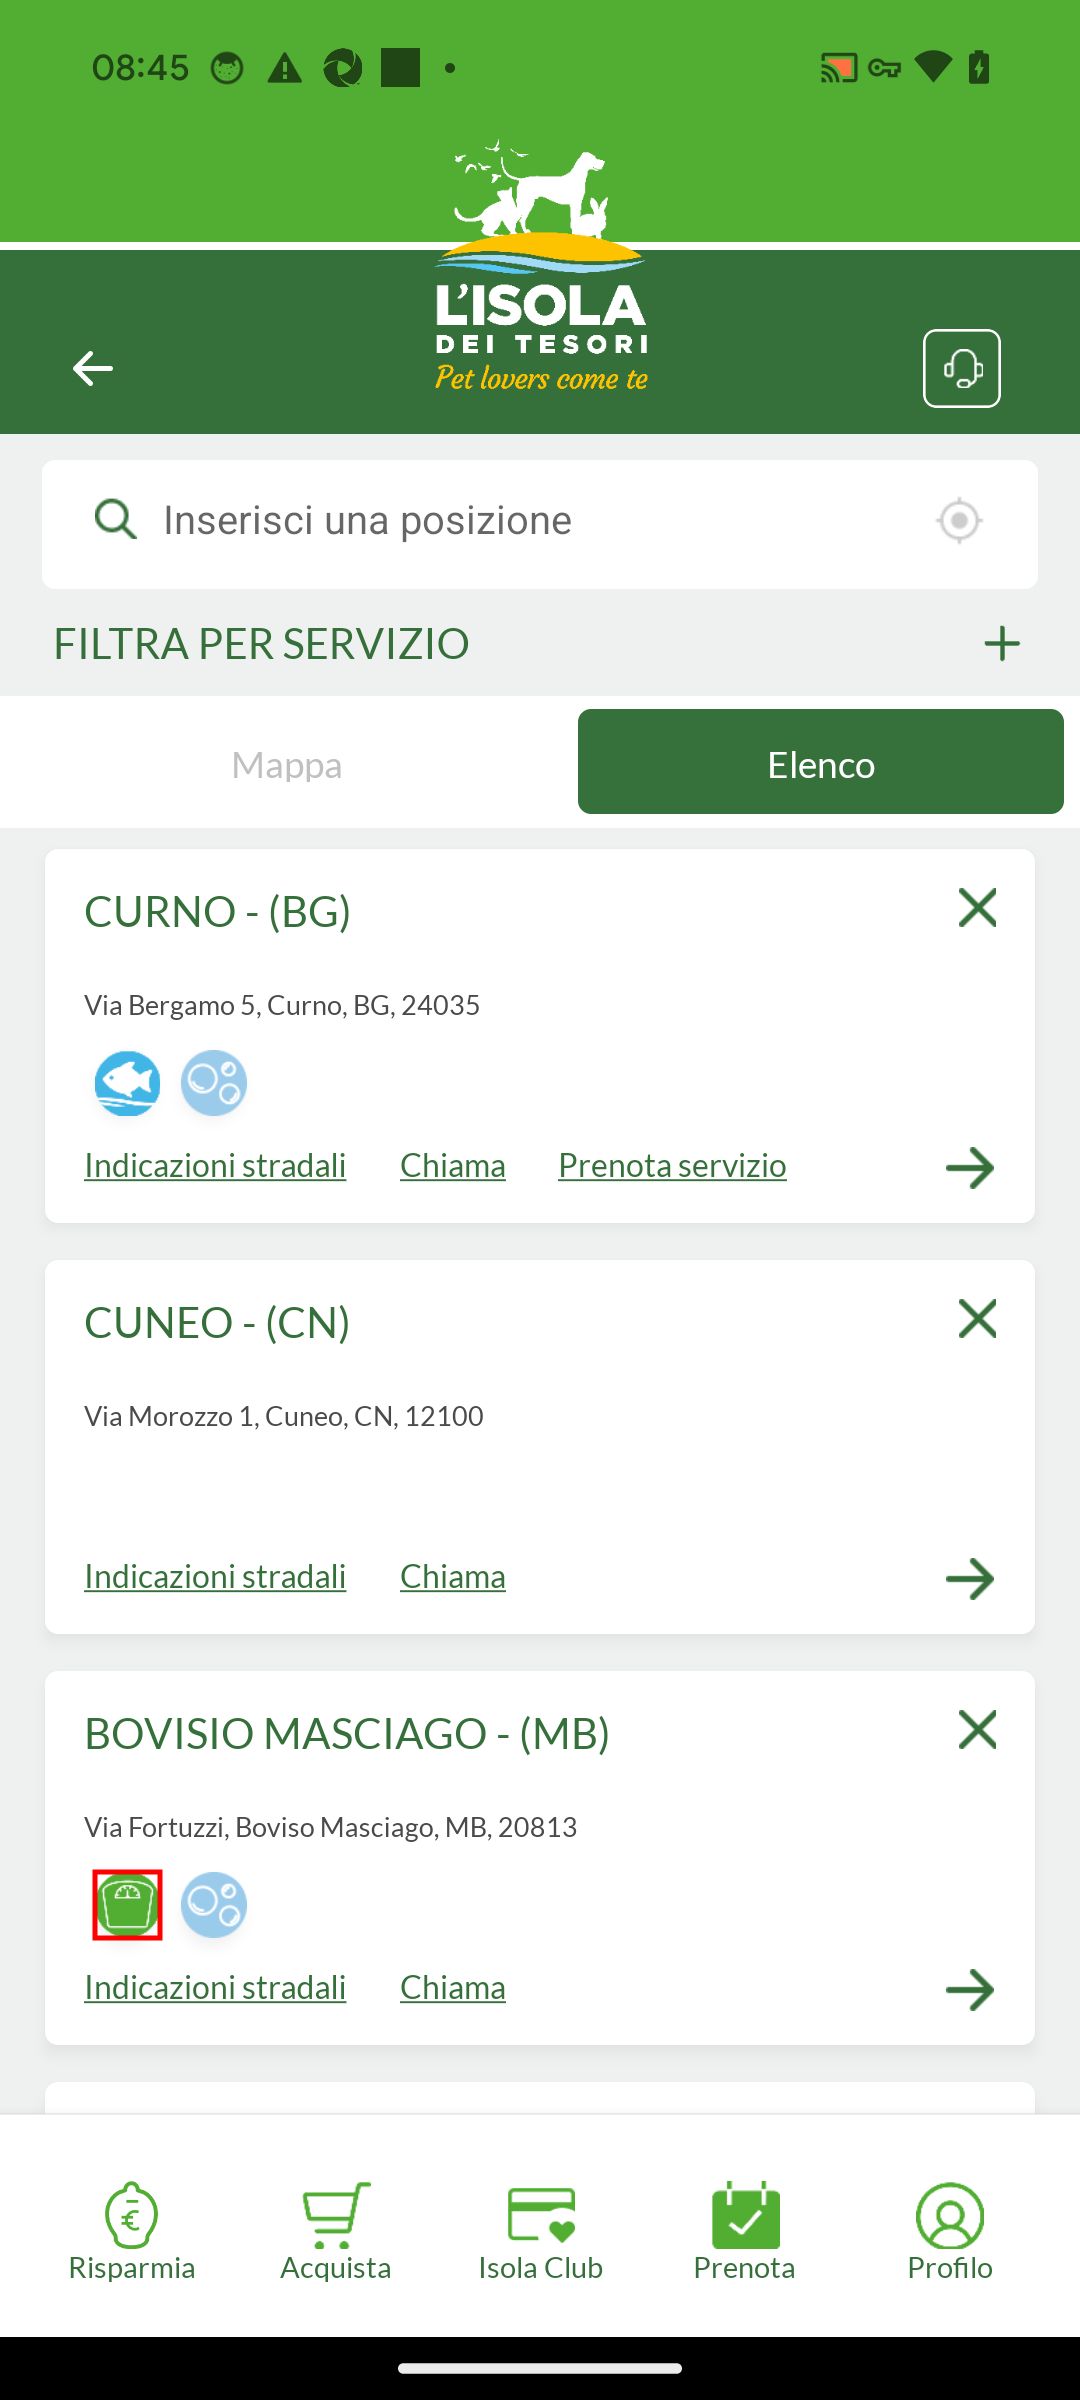 08:45
L'ISOLA
DEI TESORI
Pet lovers come te
Inserisci una posizione
FILTRA PER SERVIZIO
Mappa Elenco
CURNO - (BG)
Via Bergamo 5, Curno, BG, 24035
Indicazioni stradali Chiama Prenota servizio
CUNEO - (CN)
Via Morozzo 1, Cuneo, CN, 12100
Indicazioni stradali Chiama
BOVISIO MASCIAGO - (MB)
Via Fortuzzi, Boviso Masciago, MB, 20813
Indicazioni stradali Chiama
Risparmia Acquista Isola Club Prenota Profilo